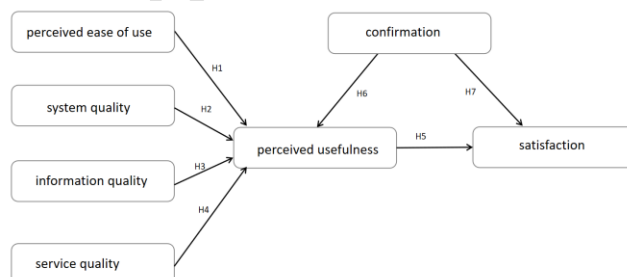 perceived ease of use
confirmation
H1
system quality
H2
H6
H7
perceived usefulness
H5
satisfaction
information quality
H3
H4
service quality